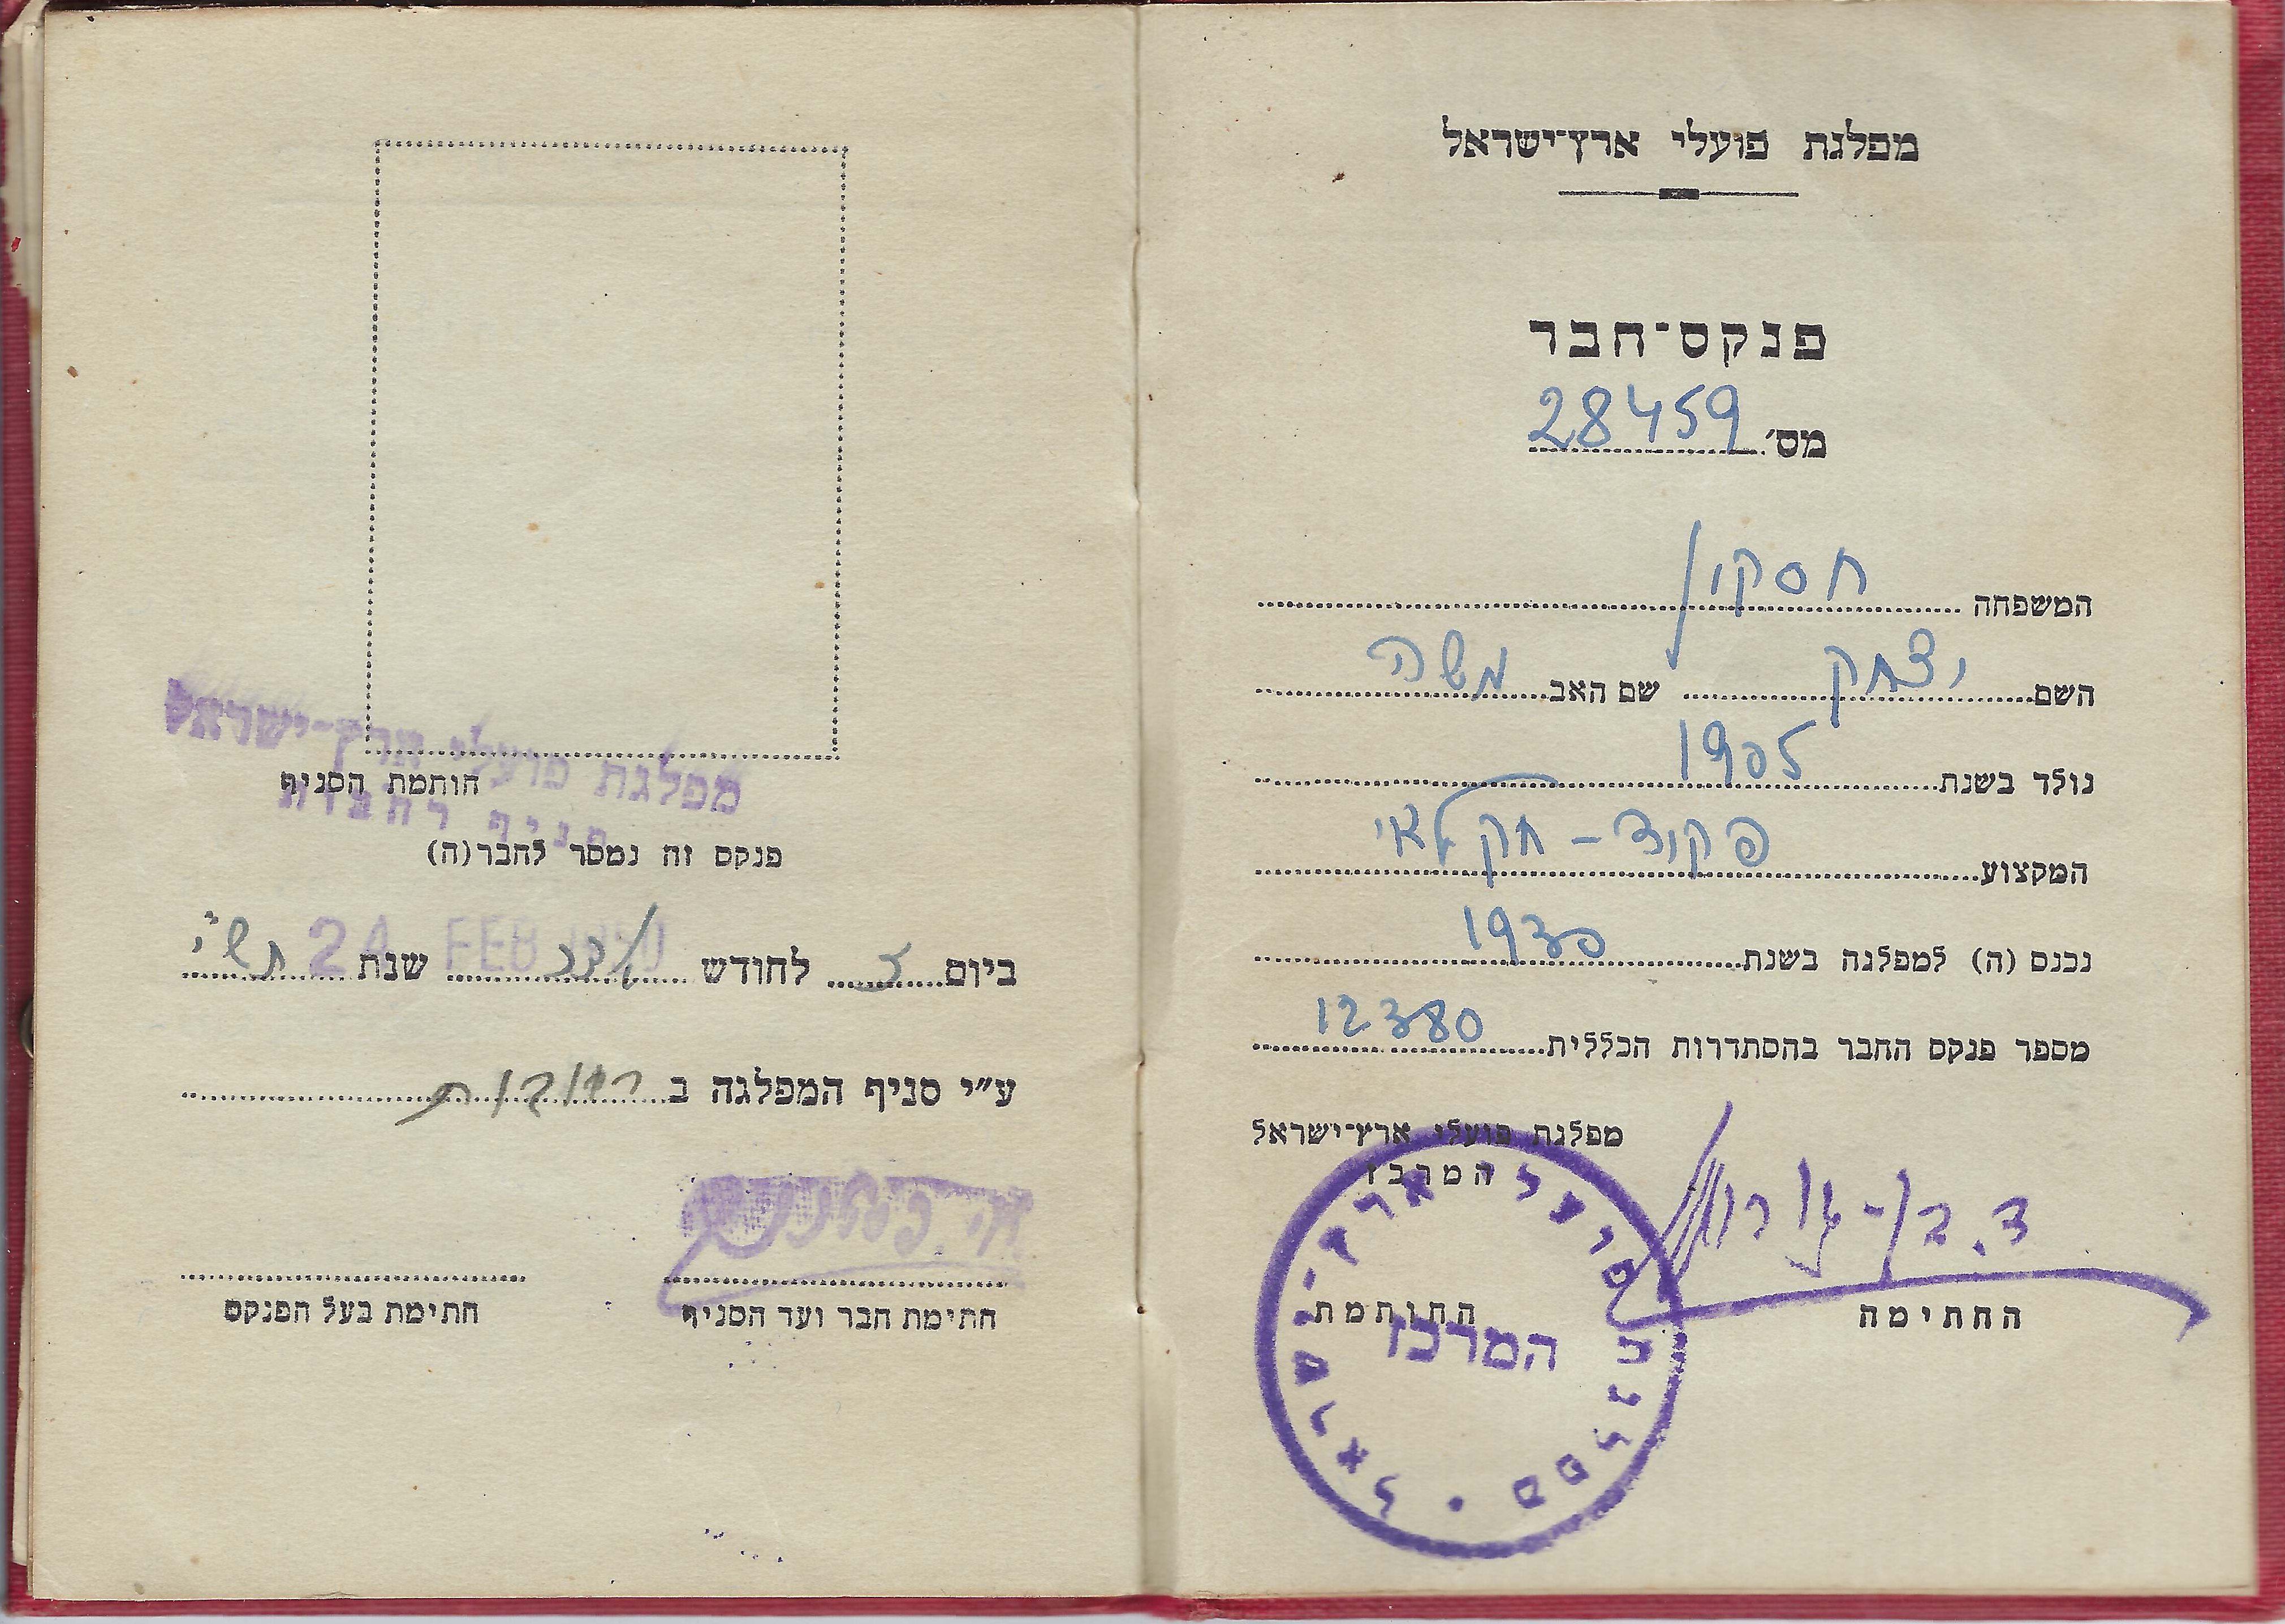 מפלגת פועלי ארץ־ישראל
פנקס־חבר
מס׳ 28459
המשפחה חסקין
השם יצחק שם האב משה
נולד בשנת 1905
המקצוע פקיד - חקלאי
נכנס (ה) למפלגה בשנת 1930
מספר פנקס החבר בהסתדרות הכללית 12380
מפלגת פועלי ארץ־ישראל
המרכז
ד. בן-גוריון
החתימה
החותמת
מפלגת פועלי ארץ-ישראל •
המרכז
מפלגת פועלי ארץ-ישראל
סניף רחבות
חותמת הסניף
פנקס זה נמסר לחבר(ה)
24 FEB 1950
ביום לחודש אדר שנת תש"י
ע״י סניף המפלגה ב רחובות
חתימת חבר ועד הסניף
חתימת בעל הפנקס